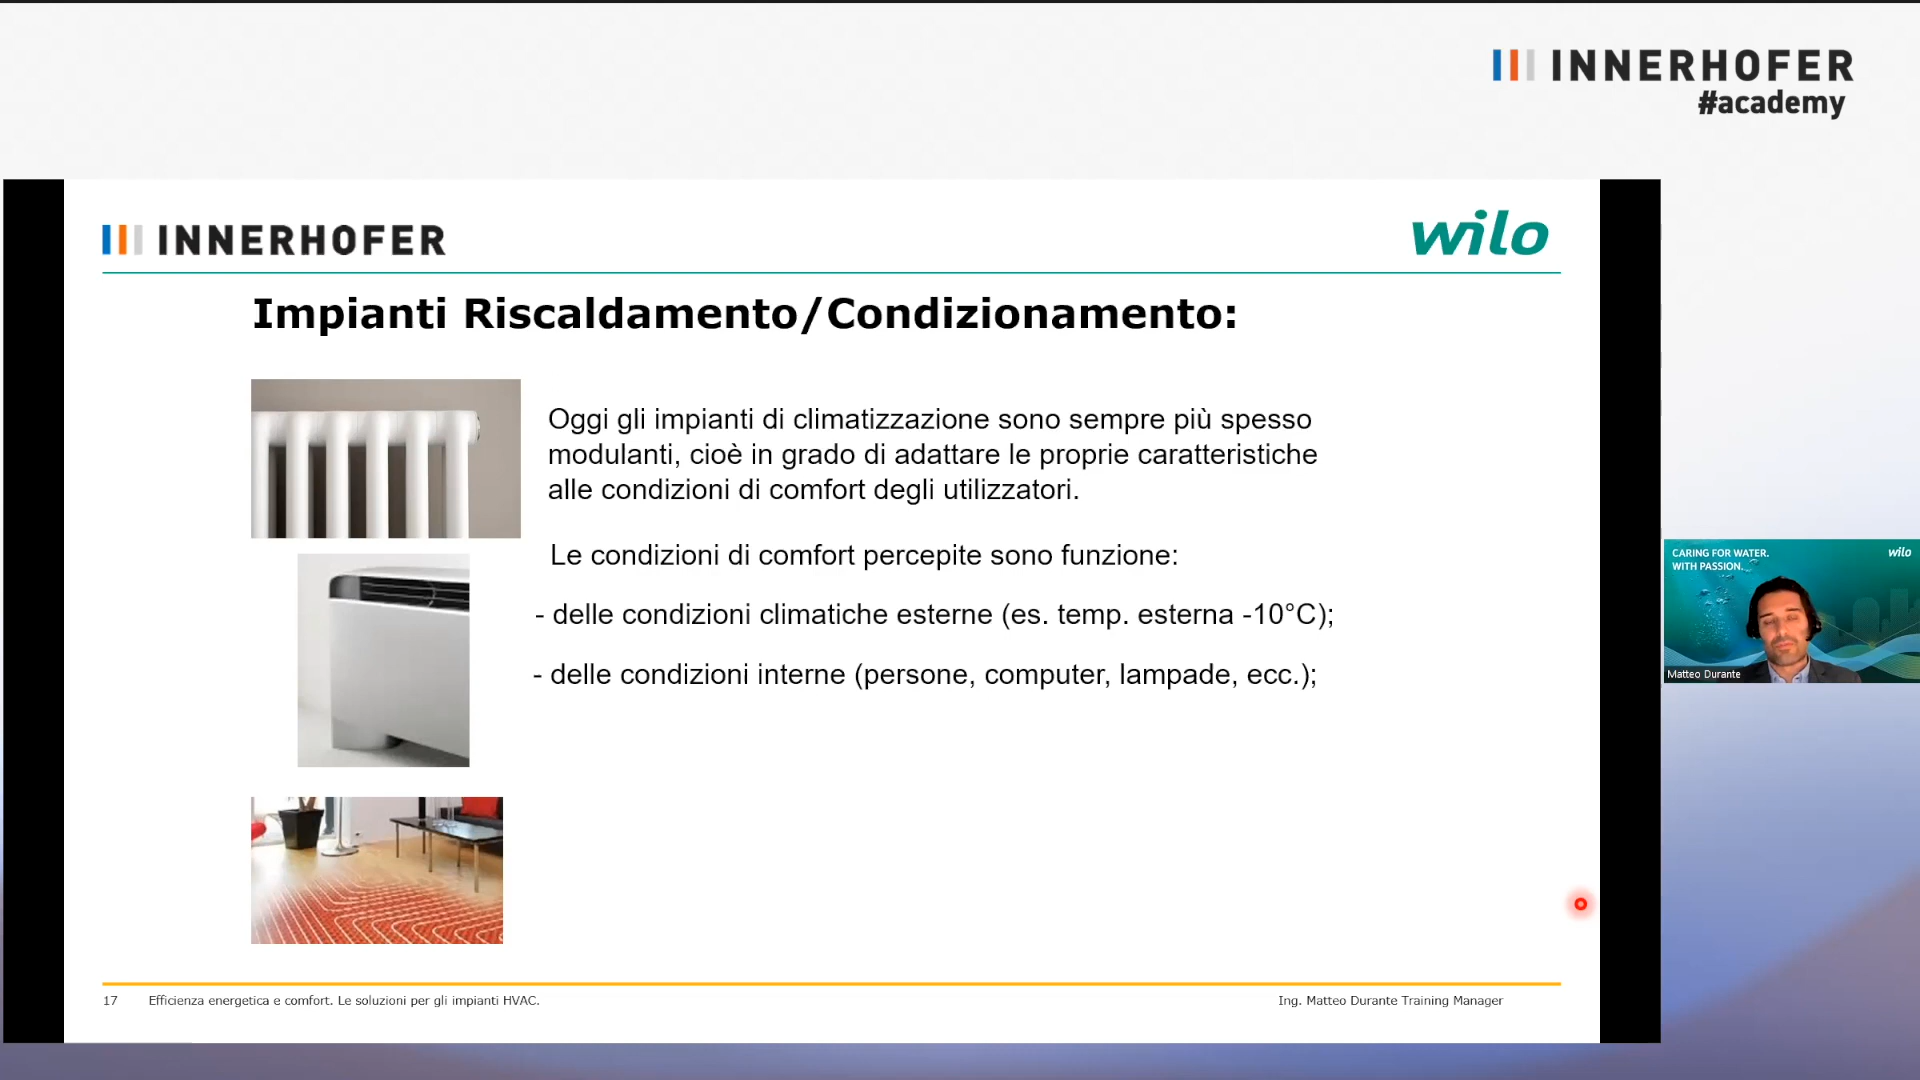 INNERHOFER
#academy
INNERHOFER
wilo
Impianti Riscaldamento/Condizionamento:
Oggi gli impianti di climatizzazione sono sempre più spesso
modulanti, cioè in grado di adattare le proprie caratteristiche
alle condizioni di comfort degli utilizzatori.
Le condizioni di comfort percepite sono funzione:
- delle condizioni climatiche esterne (es. temp. esterna -10°C);
- delle condizioni interne (persone, computer, lampade, ecc.);
CARING FOR WATER.
WITH PASSION.
wilo
Matteo Durante
17 Efficienza energetica e comfort. Le soluzioni per gli impianti HVAC.
Ing. Matteo Durante Training Manager